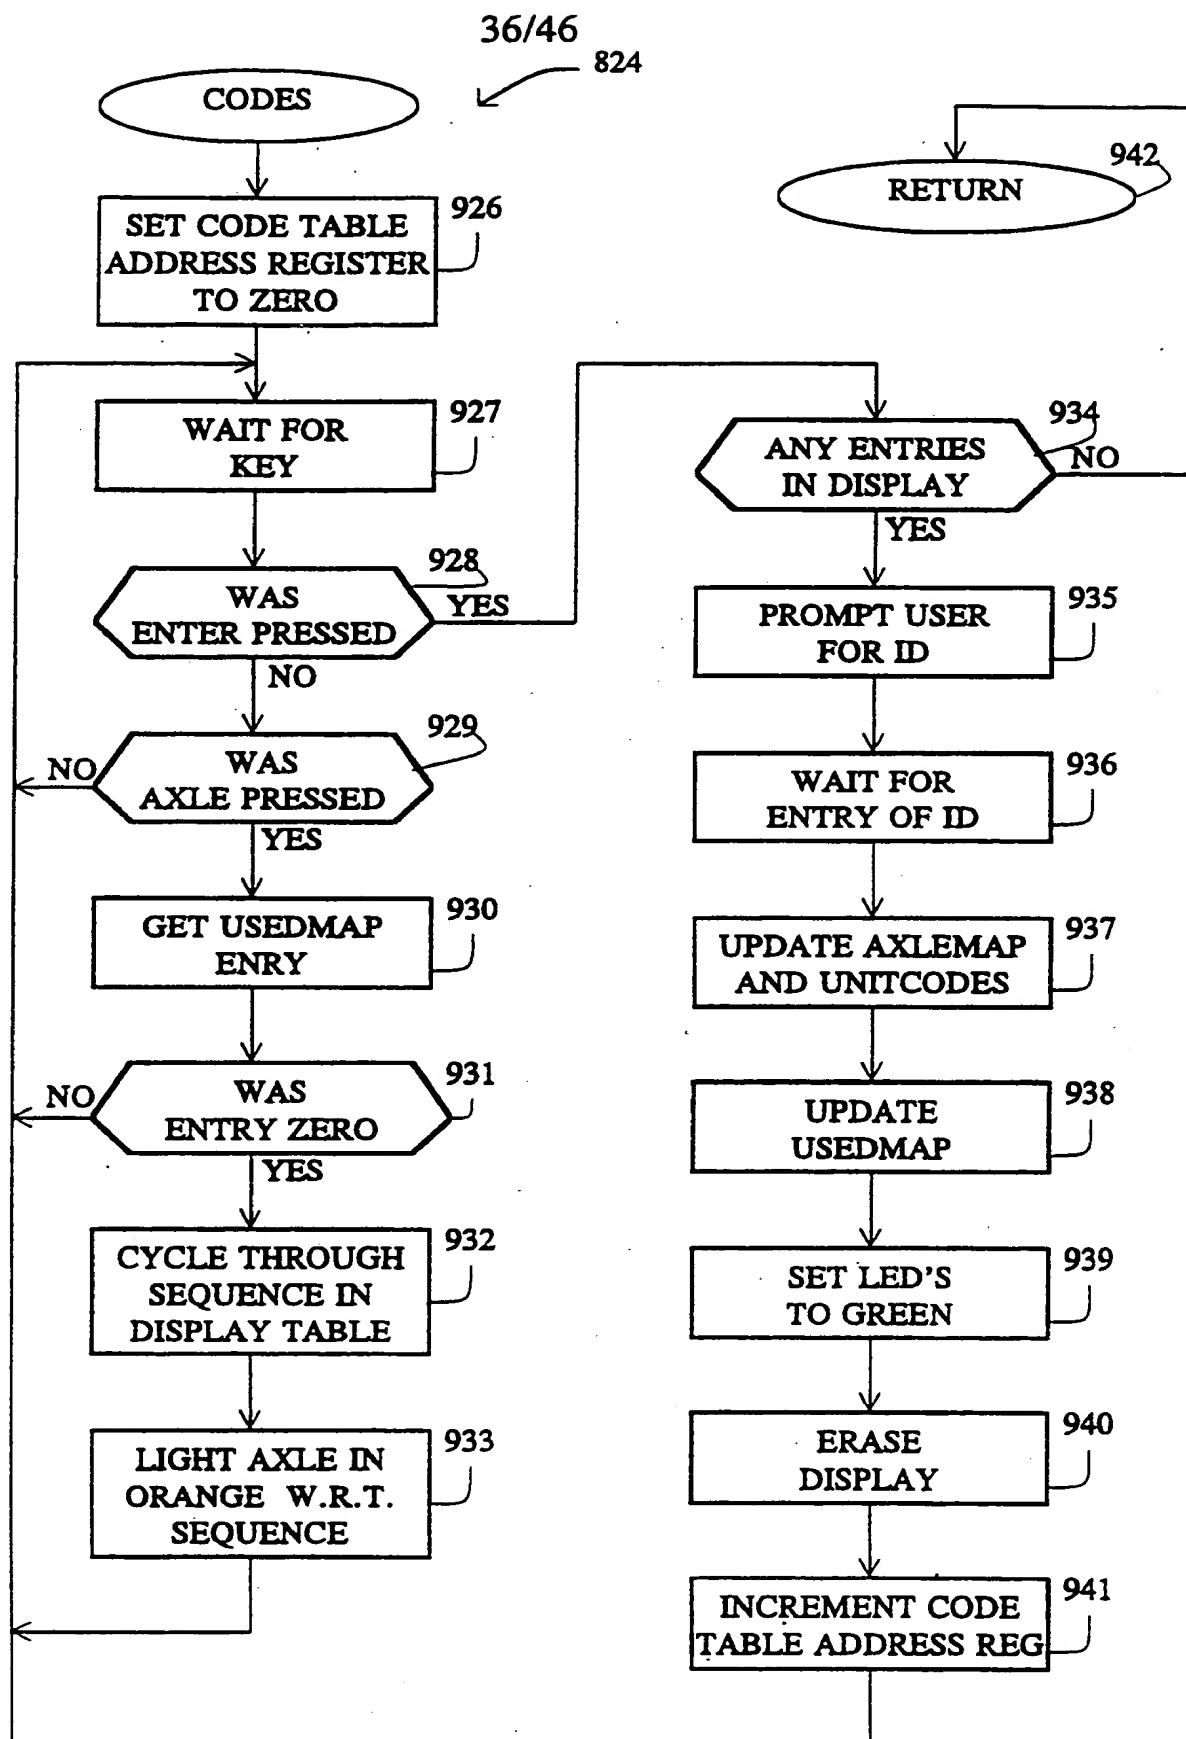 36/46
824
CODES
926
SET CODE TABLE
ADDRESS REGISTER
TO ZERO
927
WAIT FOR
KEY
928
WAS
ENTER PRESSED
YES
NO
929
WAS
AXLE PRESSED
NO
YES
930
GET USEDMAP
ENRY
931
WAS
ENTRY ZERO
NO
YES
932
CYCLE THROUGH
SEQUENCE IN
DISPLAY TABLE
933
LIGHT AXLE IN
ORANGE W.R.T.
SEQUENCE
942
RETURN
934
ANY ENTRIES
IN DISPLAY
NO
YES
935
PROMPT USER
FOR ID
936
WAIT FOR
ENTRY OF ID
937
UPDATE AXLEMAP
AND UNITCODES
938
UPDATE
USEDMAP
939
SET LED'S
TO GREEN
940
ERASE
DISPLAY
941
INCREMENT CODE
TABLE ADDRESS REG